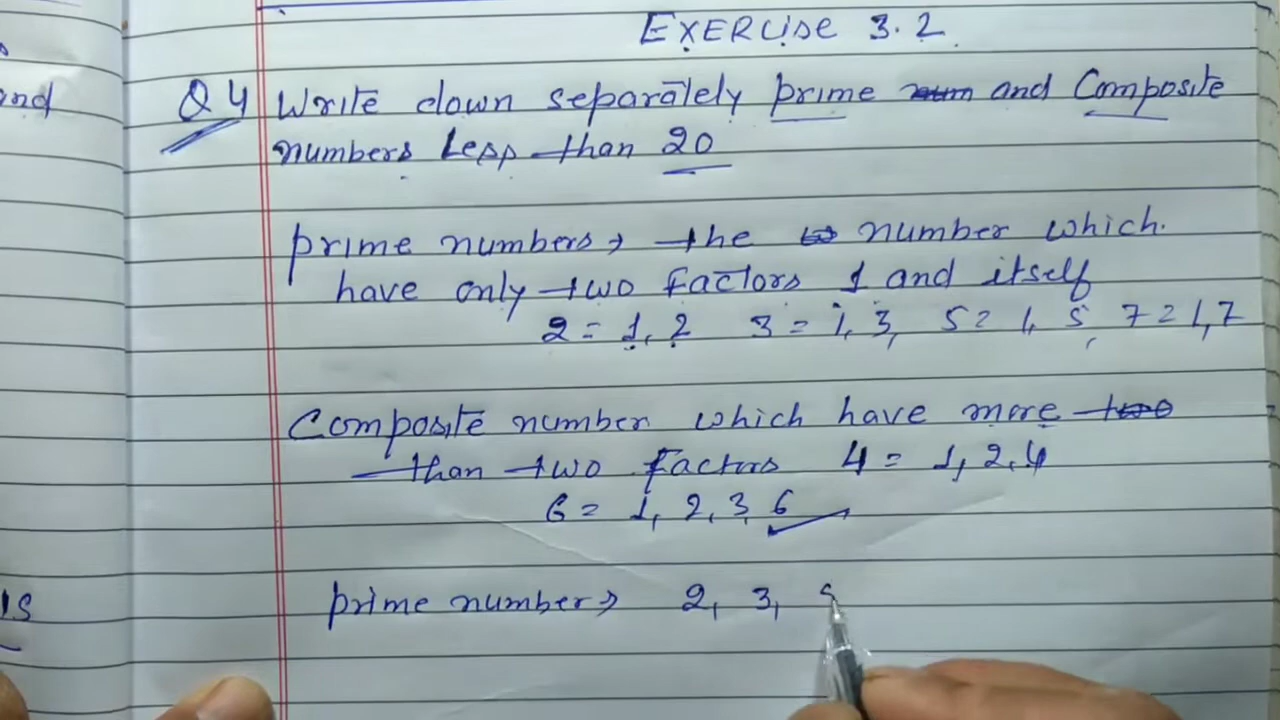 EXERCISE 3.2
and
Q4 Write down separately prime and Composite
numbers Less than 20
prime numbers → the number which.
have only two factors 1 and itself
2 = 1, 2 3 = 1, 3, 5 = 1, 5, 7 = 1, 7
Composite number which have more
than two factors 4 = 1, 2, 4
6 = 1, 2, 3, 6
prime number → 2, 3, 5